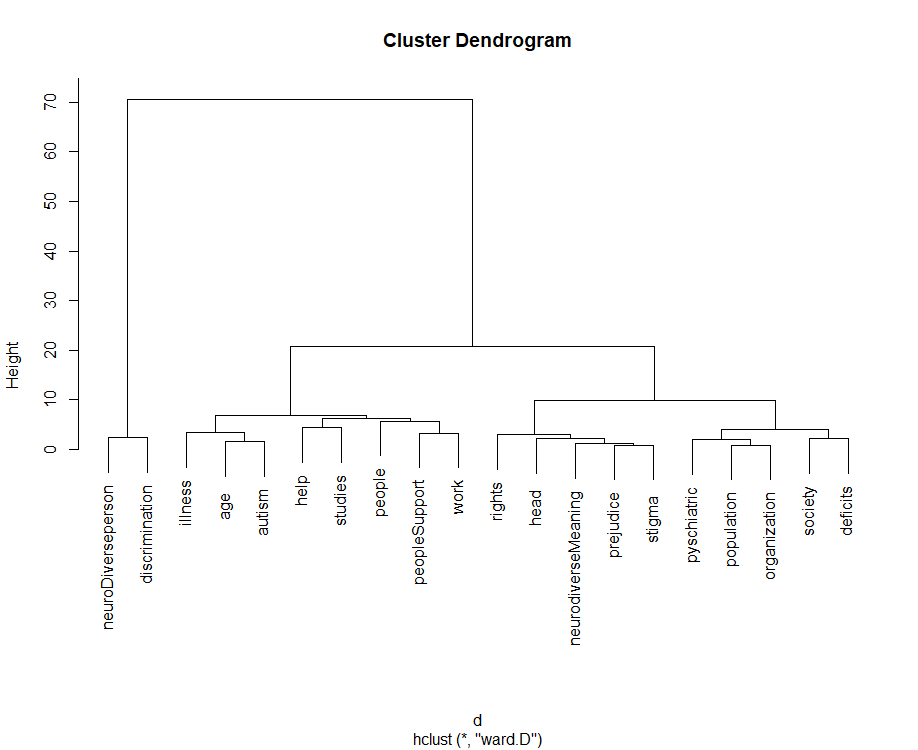 Cluster Dendrogram
Height
0
10
20
30
40
50
60
70
neuroDiverseperson
discrimination
illness
age
autism
help
studies
people
peopleSupport
work
rights
head
neurodiverseMeaning
prejudice
stigma
pyschiatric
population
organization
society
deficits
d
hclust (*, "ward.D")